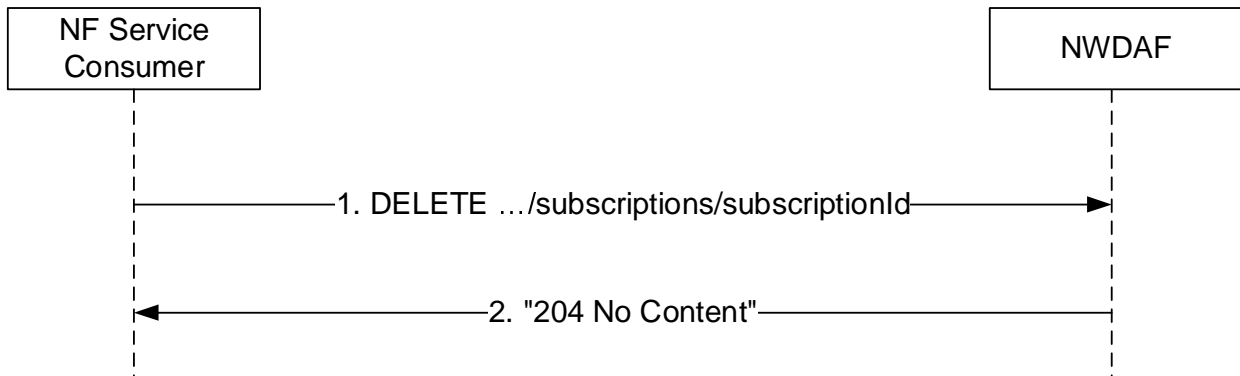 NF Service
Consumer
NWDAF
1. DELETE …/subscriptions/subscriptionId
2. "204 No Content"